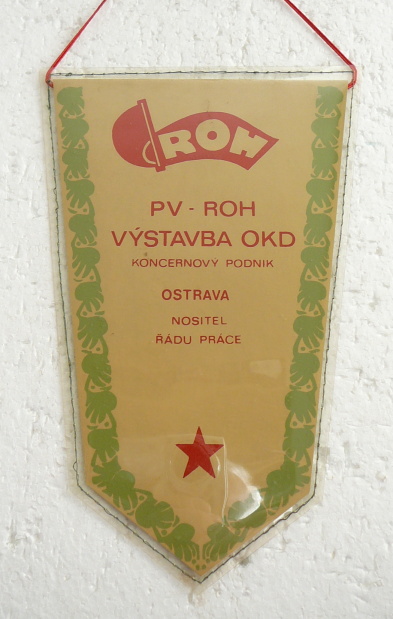 ROH
PV - ROH
VÝSTAVBA OKD
KONCERNOVÝ PODNIK
OSTRAVA
NOSITEL
ŘÁDU PRÁCE